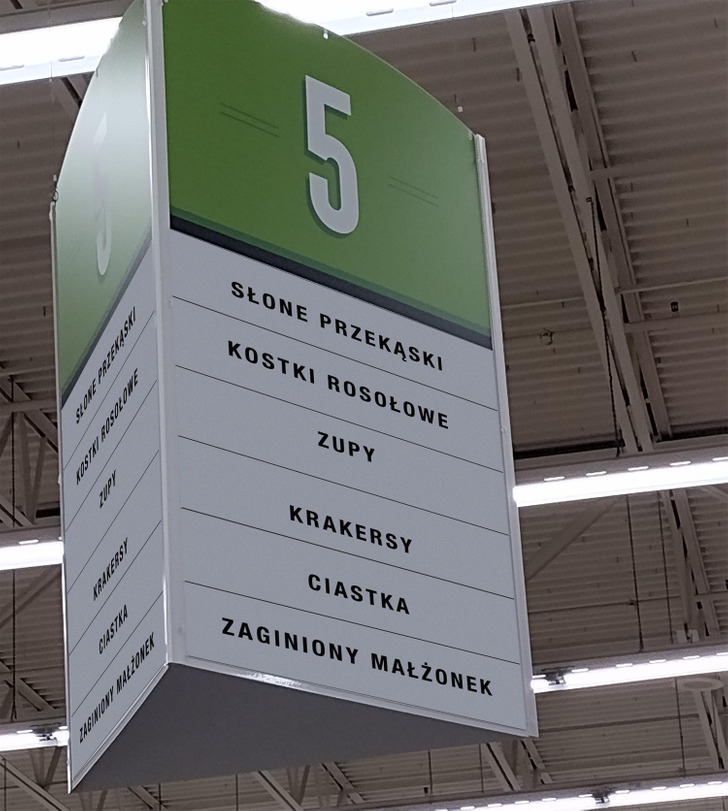 5
SŁONE PRZEKĄSKI
KOSTKI ROSOŁOWE
ZUPY
KRAKERSY
CIASTKA
ZAGINIONY MAŁŻONEK
5
SŁONE PRZEKĄSKI
KOSTKI ROSOŁOWE
ZUPY
KRAKERSY
CIASTKA
ZAGINIONY MAŁŻONEK